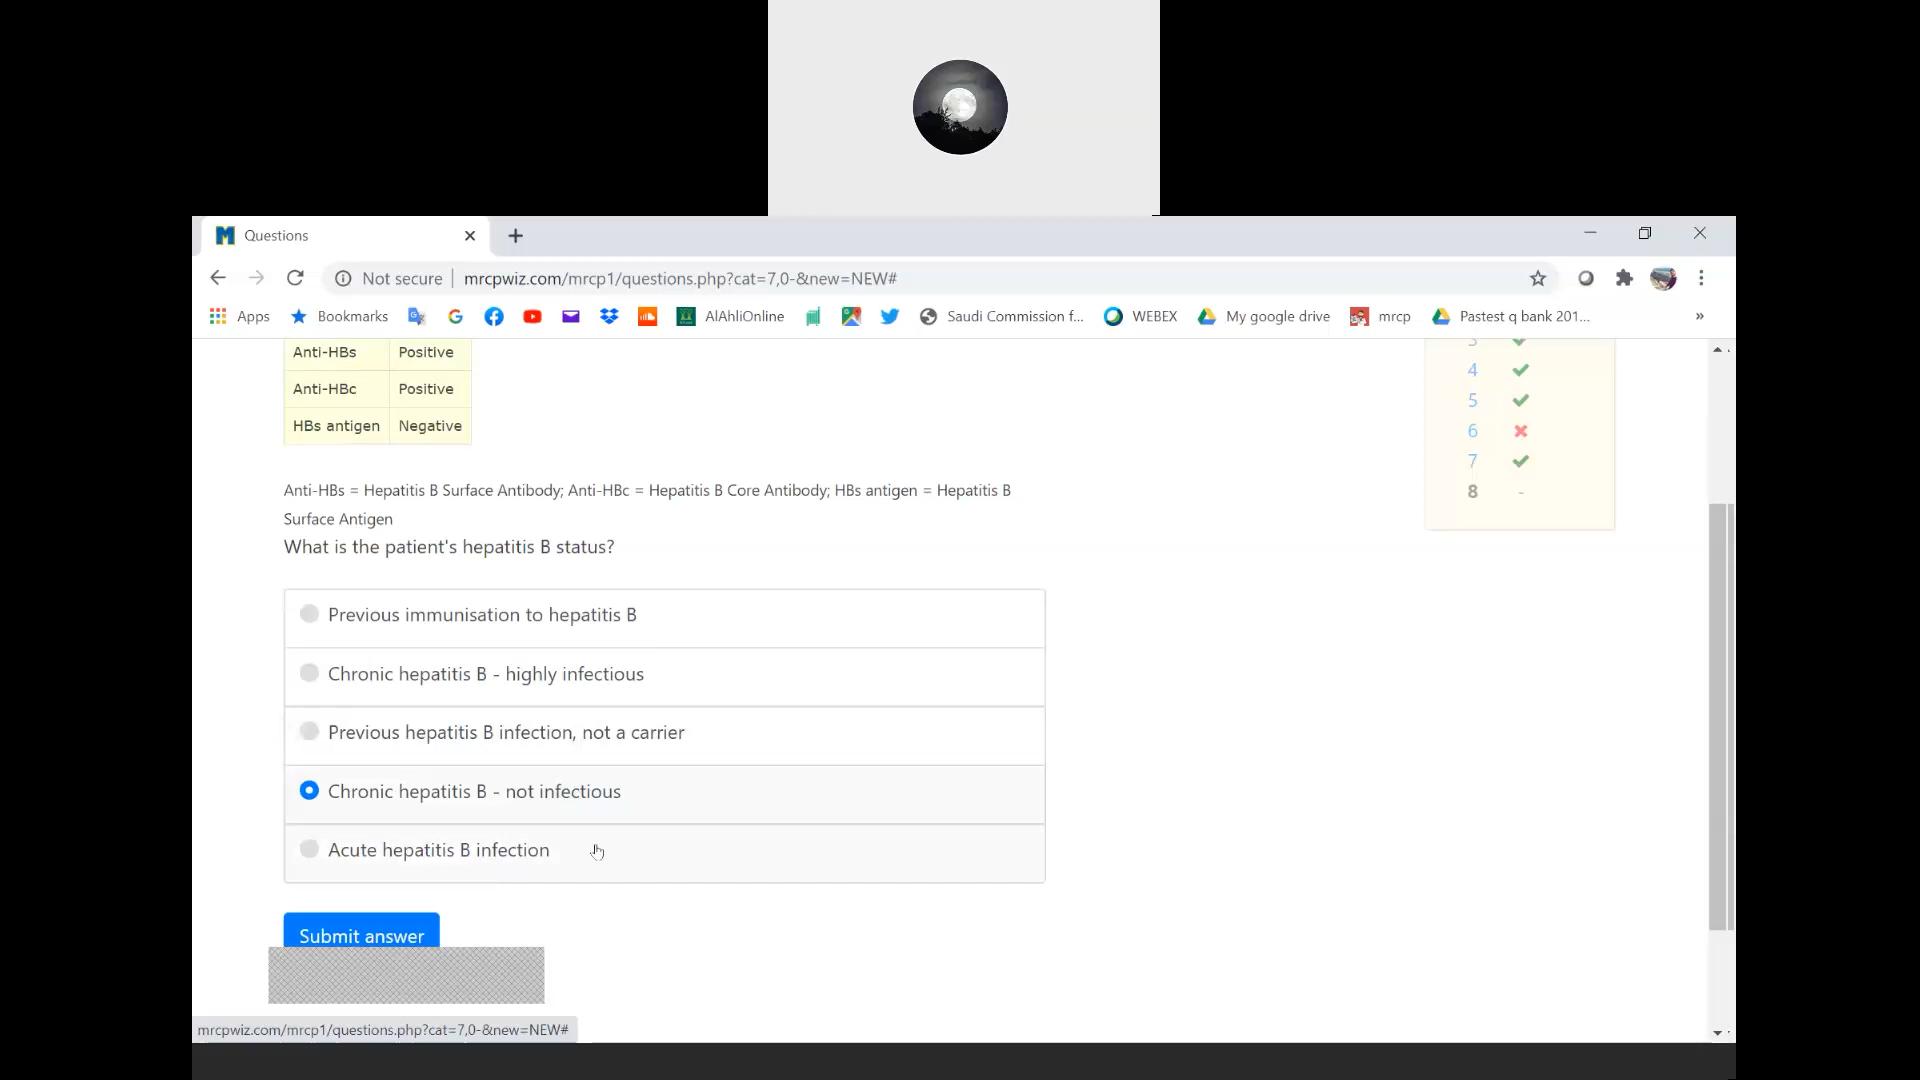 Questions
Not secure
mrcpwiz.com/mrcp1/questions.php?cat=7,0-&new=NEW#
Apps Bookmarks AlAhliOnline Saudi Commission f... WEBEX My google drive mrcp Pastest q bank 201... »
Anti-HBs Positive
Anti-HBc Positive
HBs antigen Negative
3
4
5
6
7
8 -
Anti-HBs = Hepatitis B Surface Antibody; Anti-HBc = Hepatitis B Core Antibody; HBs antigen = Hepatitis B
Surface Antigen
What is the patient's hepatitis B status?
Previous immunisation to hepatitis B
Chronic hepatitis B - highly infectious
Previous hepatitis B infection, not a carrier
Chronic hepatitis B - not infectious
Acute hepatitis B infection
Submit answer
mrcpwiz.com/mrcp1/questions.php?cat=7,0-&new=NEW#